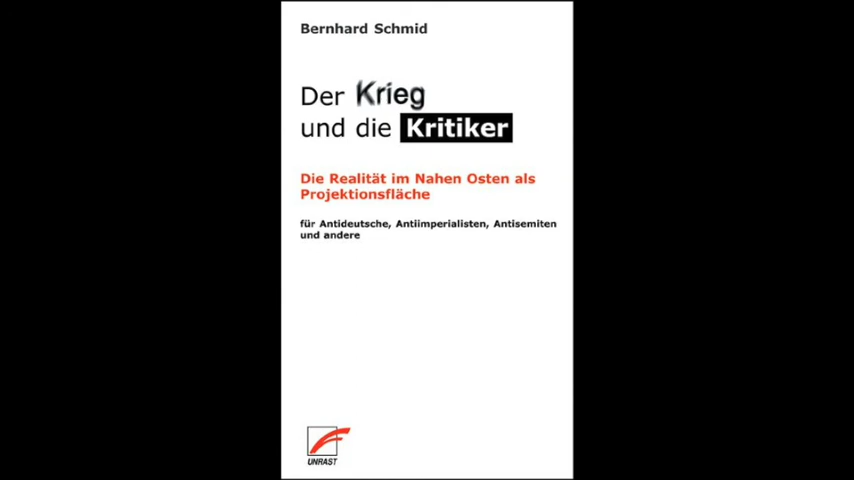 Bernhard Schmid
Der Krieg
und die Kritiker
Die Realität im Nahen Osten als
Projektionsfläche
für Antideutsche, Antiimperialisten, Antisemiten
und andere
UNRAST